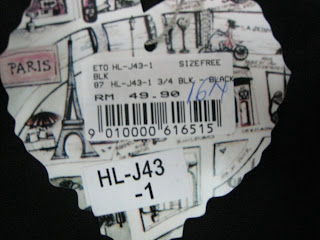 PARIS
ETO HL-J43-1 SIZEFREE
BLK
87 HL-J43-1 3/4 BLK - BLACK
RM 49.90
9 010000 616515
HL-J43
-1